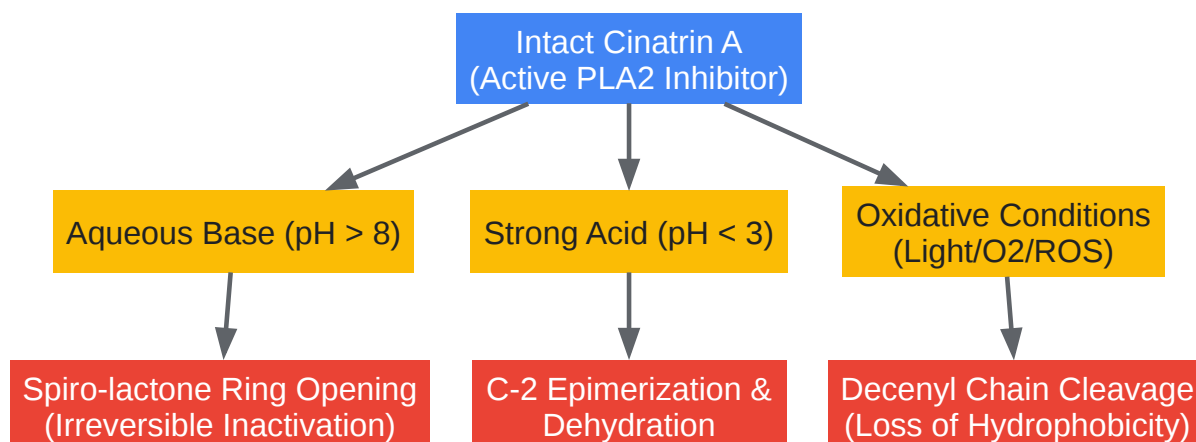 Intact Cinatrin A
(Active PLA2 Inhibitor)
Aqueous Base (pH > 8)
Strong Acid (pH < 3)
Oxidative Conditions
(Light/O2/ROS)
Spiro-lactone Ring Opening
(Irreversible Inactivation)
C-2 Epimerization &
Dehydration
Decenyl Chain Cleavage
(Loss of Hydrophobicity)